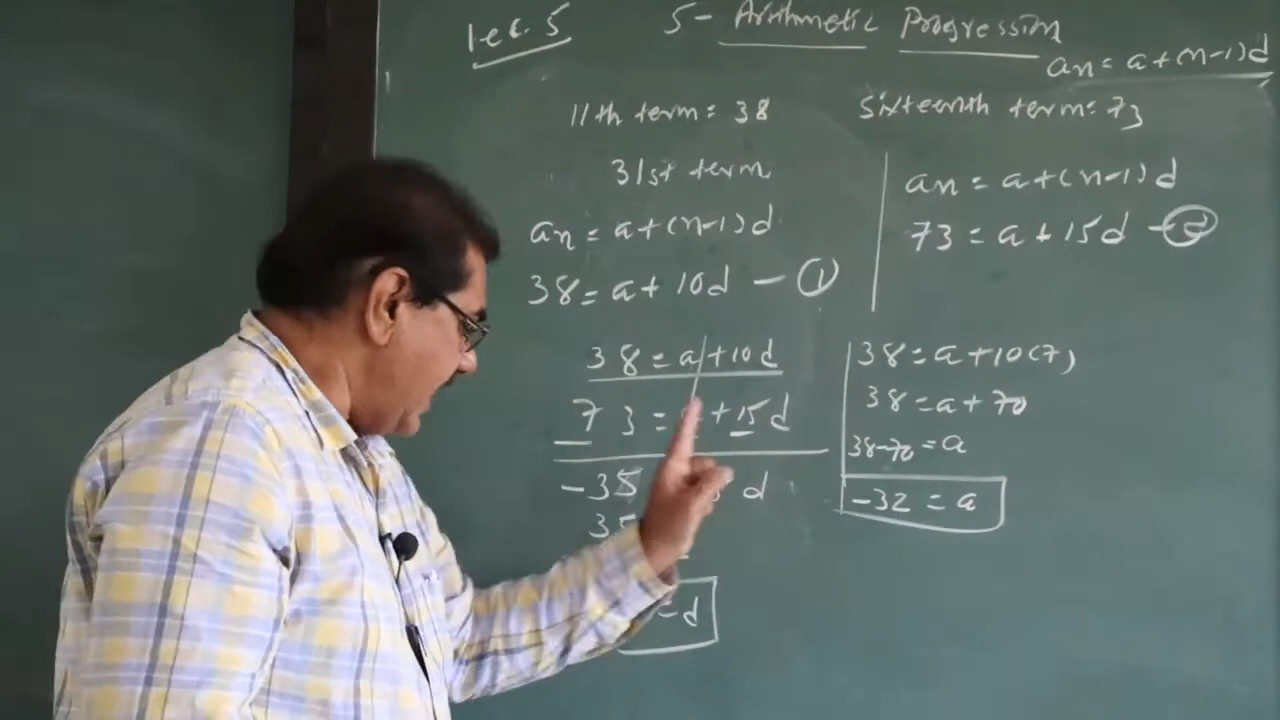 Lec. 5
5- Arithmetic Progression
an = a+(n-1)d
11th term = 38
sixteenth term = 73
31st term
an = a+(n-1)d
38 = a+10d - ①
an = a+(n-1)d
73 = a+15d - ②
38 = a+10d
73 = +15d
-35 d
= d
38 = a+10(7)
38 = a+70
38-70 = a
-32 = a